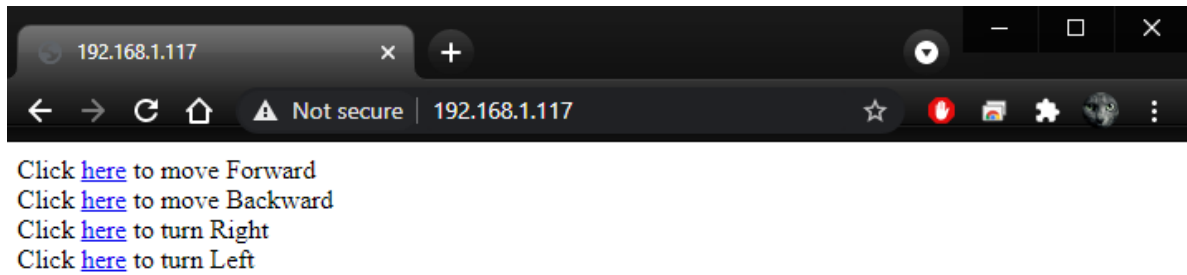 192.168.1.117
Not secure 192.168.1.117
Click here to move Forward
Click here to move Backward
Click here to turn Right
Click here to turn Left